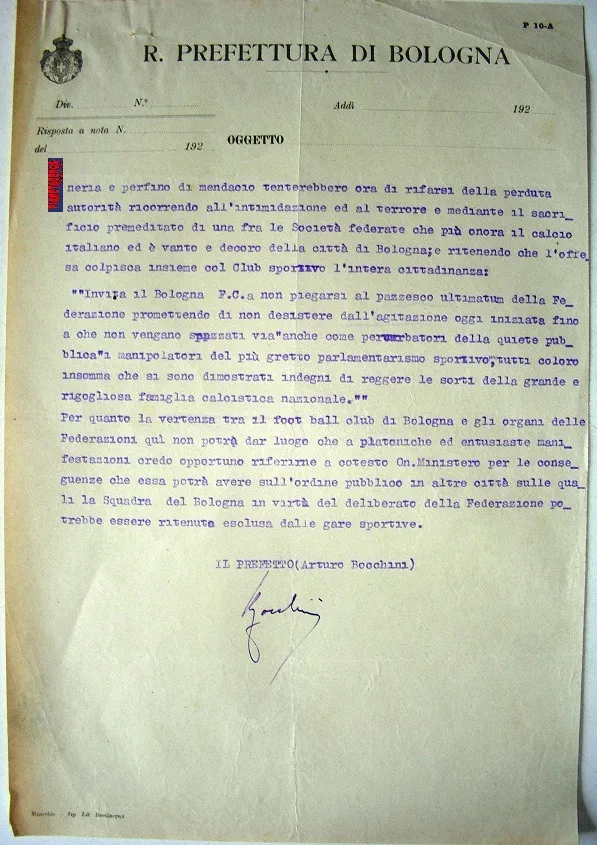 P 10-A
R. PREFETTURA DI BOLOGNA
Div. N.º Addì 192
Risposta a nota N.
del 192 OGGETTO
neria e perfino di mendacio tenterebbero ora di rifarsi della perduta
autorità ricorrendo all'intimidazione ed al terrore e mediante il sacri_
ficio premeditato di una fra le Società federate che più onora il calcio
italiano ed è vanto e decoro della città di Bologna;e ritenendo che l'offe_
sa colpisca insieme col Club sportivo l'intera cittadinanza:
""Invita il Bologna F.C.a non piegarsi al pazzesco ultimatum della Fe_
derazione promettendo di non desistere dall'agitazione oggi iniziata fino
a che non vengano spazzati via"anche come perturbatori della quiete pub_
blica"i manipolatori del più gretto parlamentarismo sportivo,tutti coloro
insomma che si sono dimostrati indegni di reggere le sorti della grande e
rigogliosa famiglia calcistica nazionale.""
Per quanto la vertenza tra il foot ball club di Bologna e gli organi delle
Federazioni qui non potrà dar luogo che a platoniche ed entusiaste mani_
festazioni credo opportuno riferirne a cotesto On.Ministero per le conse_
guenze che essa potrà avere sull'ordine pubblico in altre città sulle qua_
li la Squadra del Bologna in virtù del deliberato della Federazione po_
trebbe essere ritenuta esclusa dalle gare sportive.
IL PREFETTO(Arturo Bocchini)
Bocchini